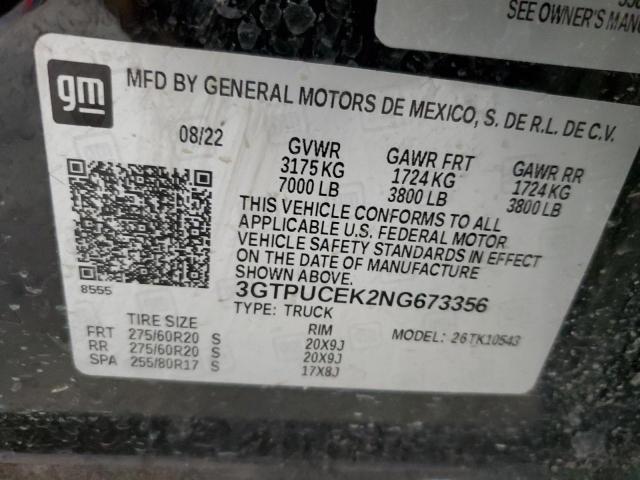 SEE OWNER'S MANU
gm
MFD BY GENERAL MOTORS DE MEXICO, S. DE R.L. DE C.V.
08/22
GVWR GAWR FRT GAWR RR
3175 KG 1724 KG 1724 KG
7000 LB 3800 LB 3800 LB
THIS VEHICLE CONFORMS TO ALL
APPLICABLE U.S. FEDERAL MOTOR
VEHICLE SAFETY STANDARDS IN EFFECT
ON THE DATE OF MANUFACTURE
SHOWN ABOVE.
8555
3GTPUCEK2NG673356
TYPE: TRUCK
TIRE SIZE RIM MODEL: 26TK10543
FRT 275/60R20 S 20X9J
RR 275/60R20 S 20X9J
SPA 255/80R17 S 17X8J